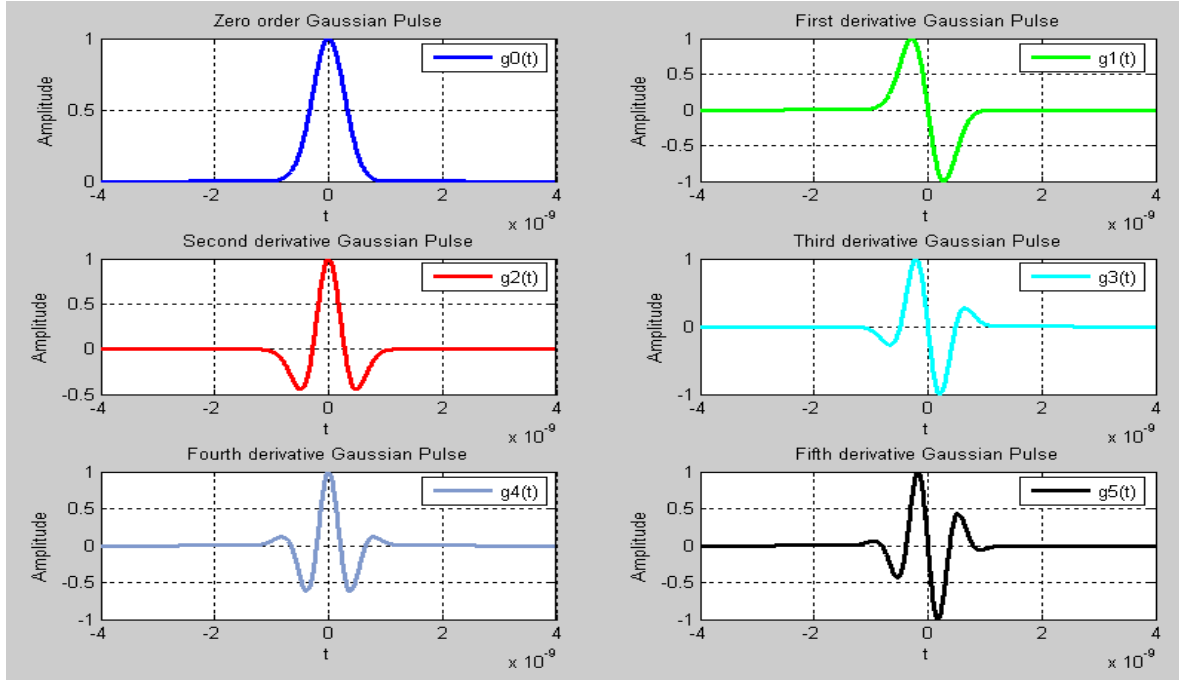 Zero order Gaussian Pulse
Amplitude
1
0.5
0
g0(t)
-4 -2 0 2 4
t
x 10^-9
First derivative Gaussian Pulse
Amplitude
1
0.5
0
-0.5
-1
g1(t)
-4 -2 0 2 4
t
x 10^-9
Second derivative Gaussian Pulse
Amplitude
1
0.5
0
-0.5
g2(t)
-4 -2 0 2 4
t
x 10^-9
Third derivative Gaussian Pulse
Amplitude
1
0.5
0
-0.5
-1
g3(t)
-4 -2 0 2 4
t
x 10^-9
Fourth derivative Gaussian Pulse
Amplitude
1
0.5
0
-0.5
-1
g4(t)
-4 -2 0 2 4
t
x 10^-9
Fifth derivative Gaussian Pulse
Amplitude
1
0.5
0
-0.5
-1
g5(t)
-4 -2 0 2 4
t
x 10^-9